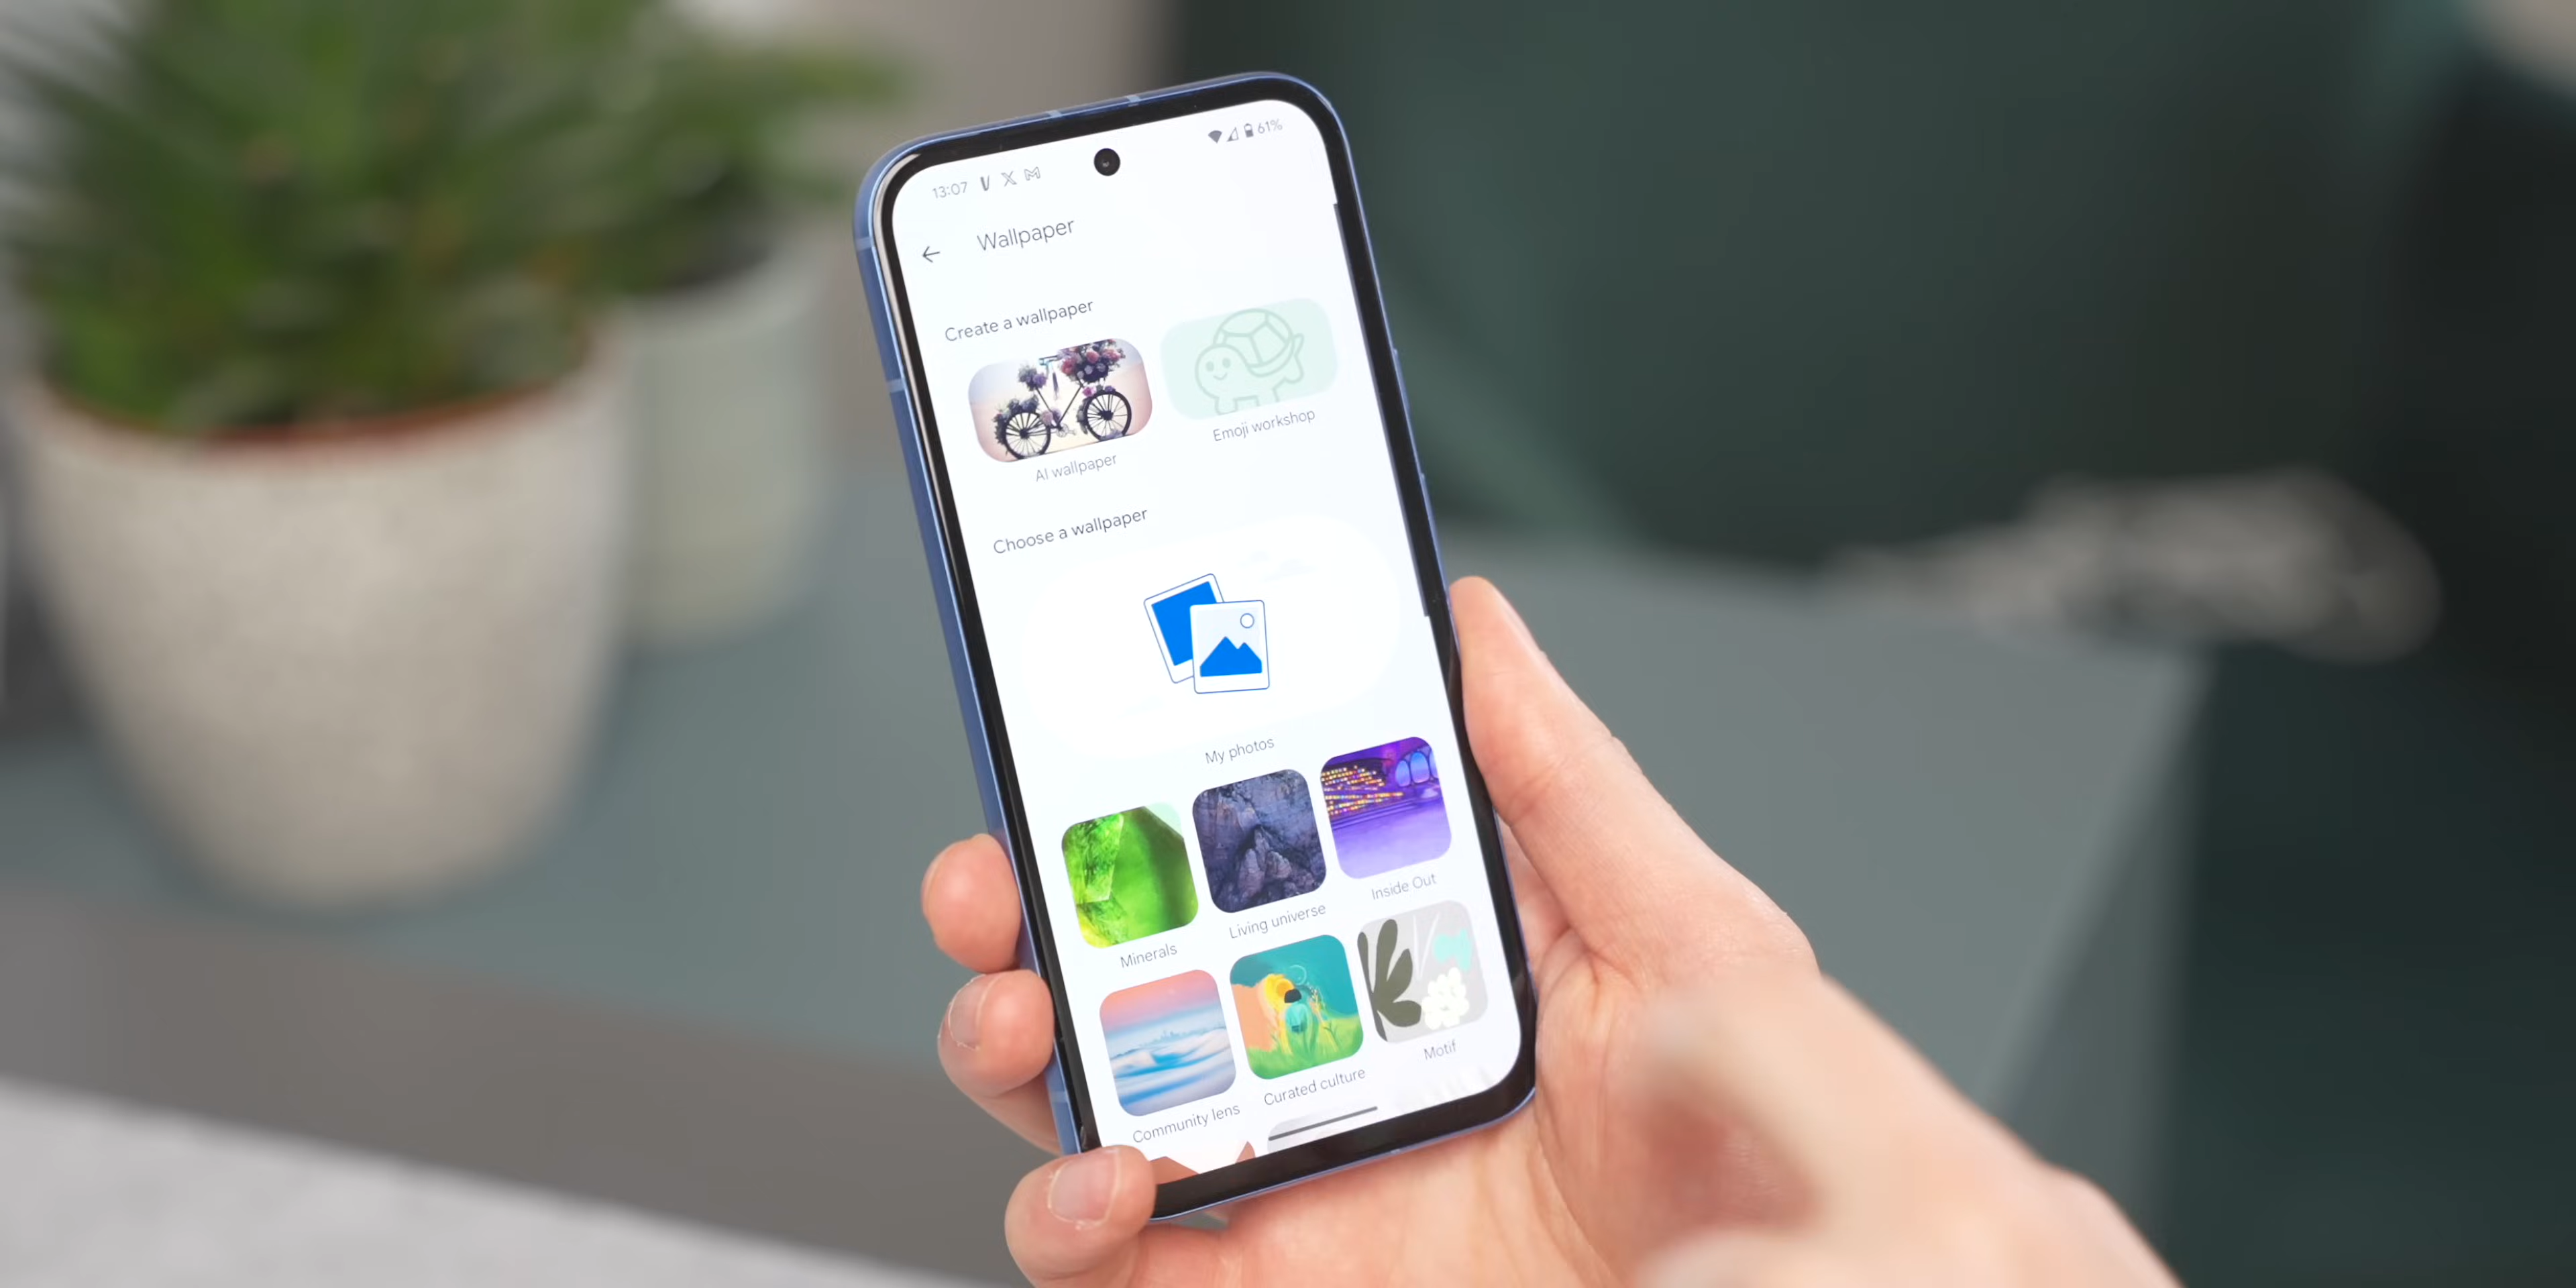 13:07 61%
Wallpaper
Create a wallpaper
AI wallpaper
Emoji workshop
Choose a wallpaper
My photos
Minerals
Living universe
Inside Out
Community lens
Curated culture
Motif